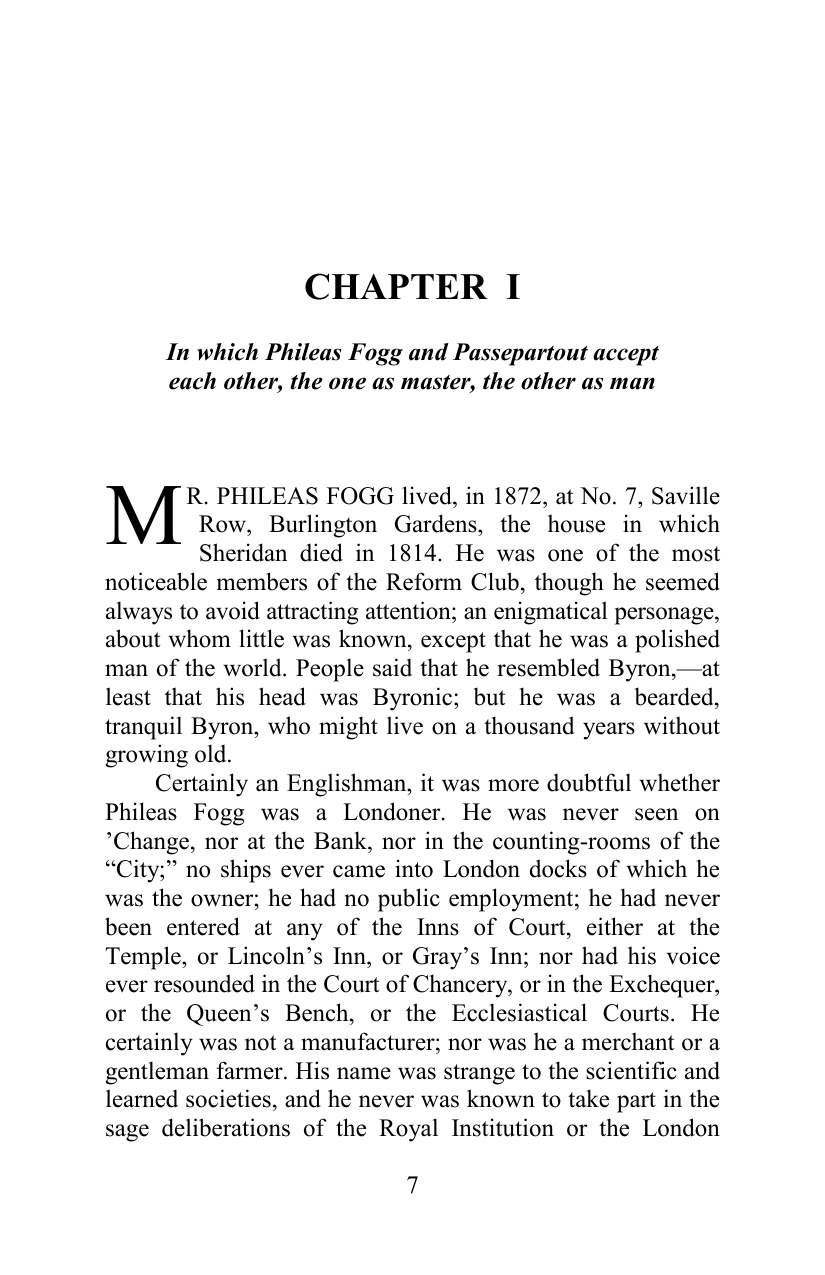 CHAPTER I
In which Phileas Fogg and Passepartout accept
each other, the one as master, the other as man
MR. PHILEAS FOGG lived, in 1872, at No. 7, Saville
Row, Burlington Gardens, the house in which
Sheridan died in 1814. He was one of the most
noticeable members of the Reform Club, though he seemed
always to avoid attracting attention; an enigmatical personage,
about whom little was known, except that he was a polished
man of the world. People said that he resembled Byron,—at
least that his head was Byronic; but he was a bearded,
tranquil Byron, who might live on a thousand years without
growing old.
Certainly an Englishman, it was more doubtful whether
Phileas Fogg was a Londoner. He was never seen on
’Change, nor at the Bank, nor in the counting-rooms of the
“City;” no ships ever came into London docks of which he
was the owner; he had no public employment; he had never
been entered at any of the Inns of Court, either at the
Temple, or Lincoln’s Inn, or Gray’s Inn; nor had his voice
ever resounded in the Court of Chancery, or in the Exchequer,
or the Queen’s Bench, or the Ecclesiastical Courts. He
certainly was not a manufacturer; nor was he a merchant or a
gentleman farmer. His name was strange to the scientific and
learned societies, and he never was known to take part in the
sage deliberations of the Royal Institution or the London
7